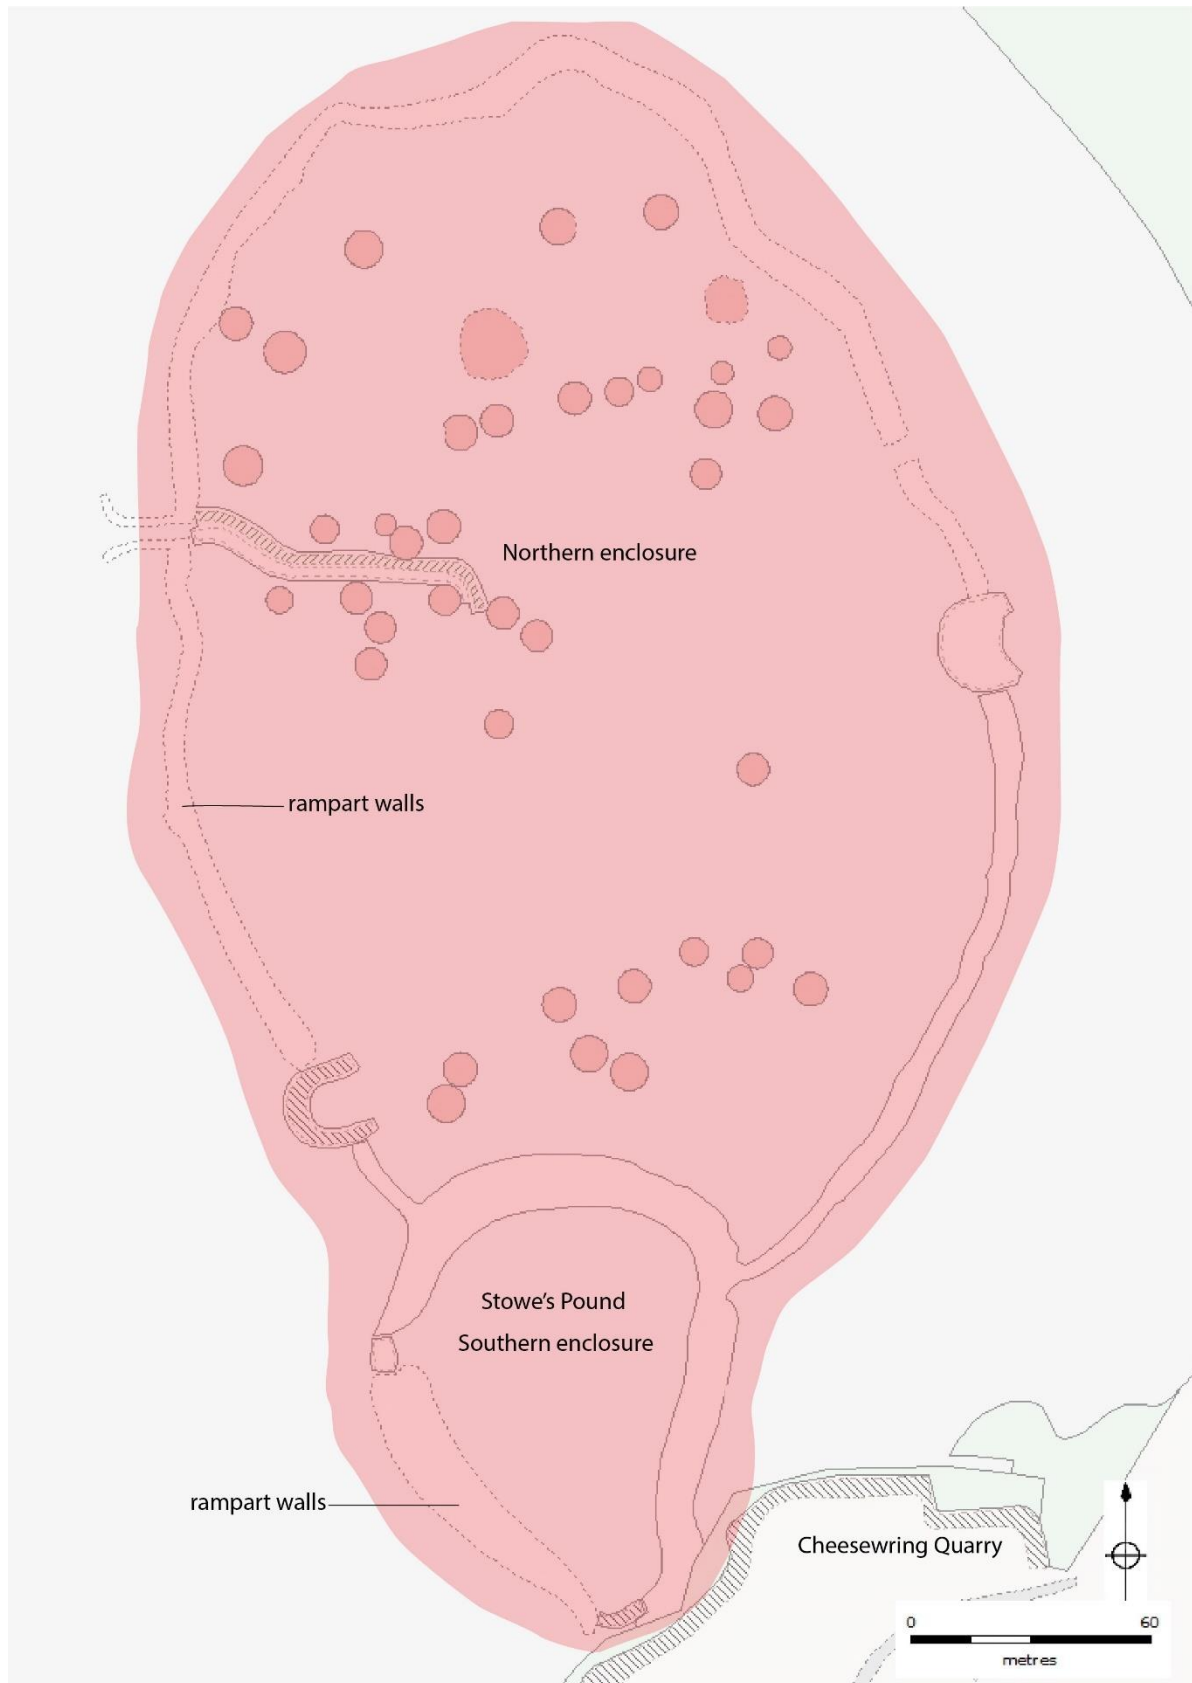 Northern enclosure
rampart walls
Stowe's Pound
Southern enclosure
rampart walls
Cheesewring Quarry
0 60
metres